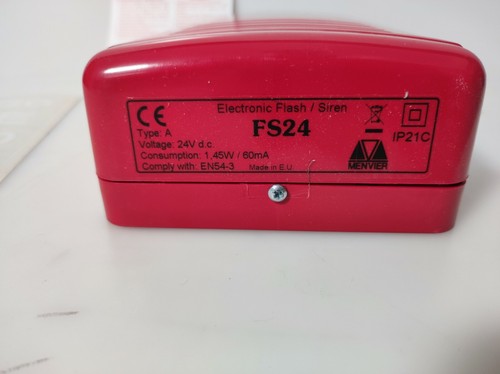 CE
Electronic Flash / Siren
Type: A
FS24
IP21C
Voltage: 24V d.c.
Consumption: 1,45W / 60mA
Comply with: EN54-3
Made in E.U.
MENVIER